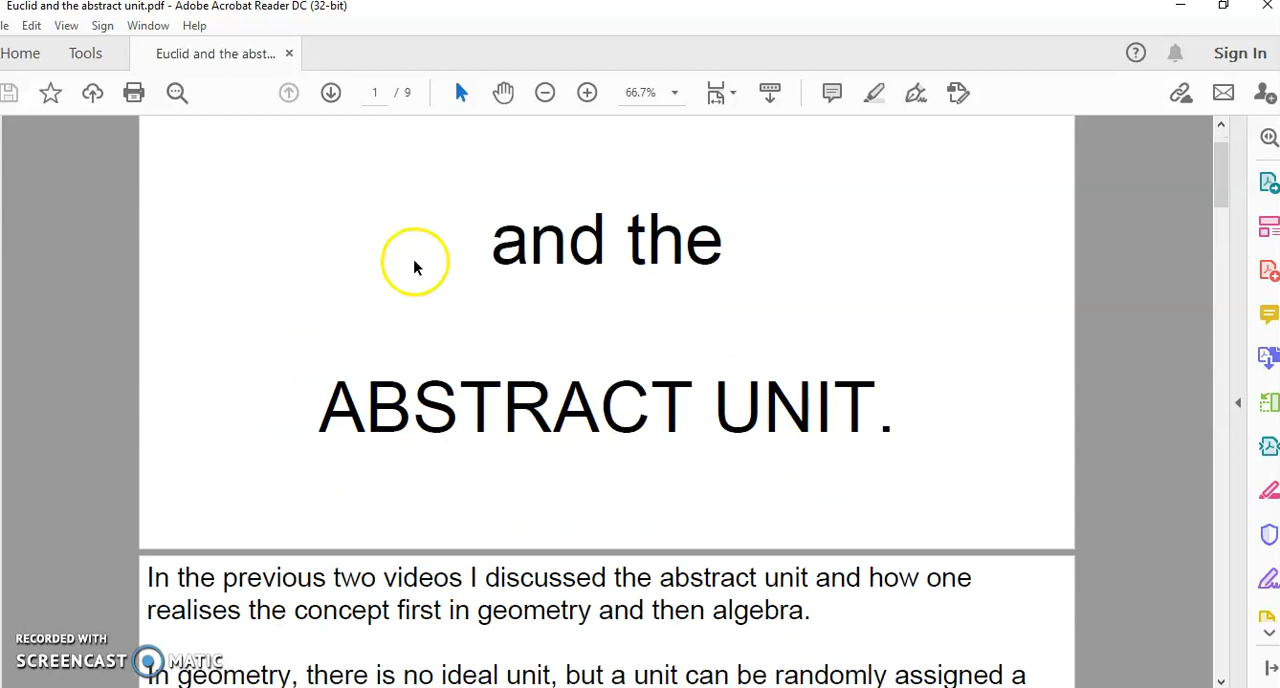 Euclid and the abstract unit.pdf - Adobe Acrobat Reader DC (32-bit)
le Edit View Sign Window Help
Home Tools Euclid and the abst... × Sign In
1 / 9 66.7%
and the
ABSTRACT UNIT.
In the previous two videos I discussed the abstract unit and how one
realises the concept first in geometry and then algebra.
RECORDED WITH
SCREENCAST MATIC
In geometry, there is no ideal unit, but a unit can be randomly assigned a